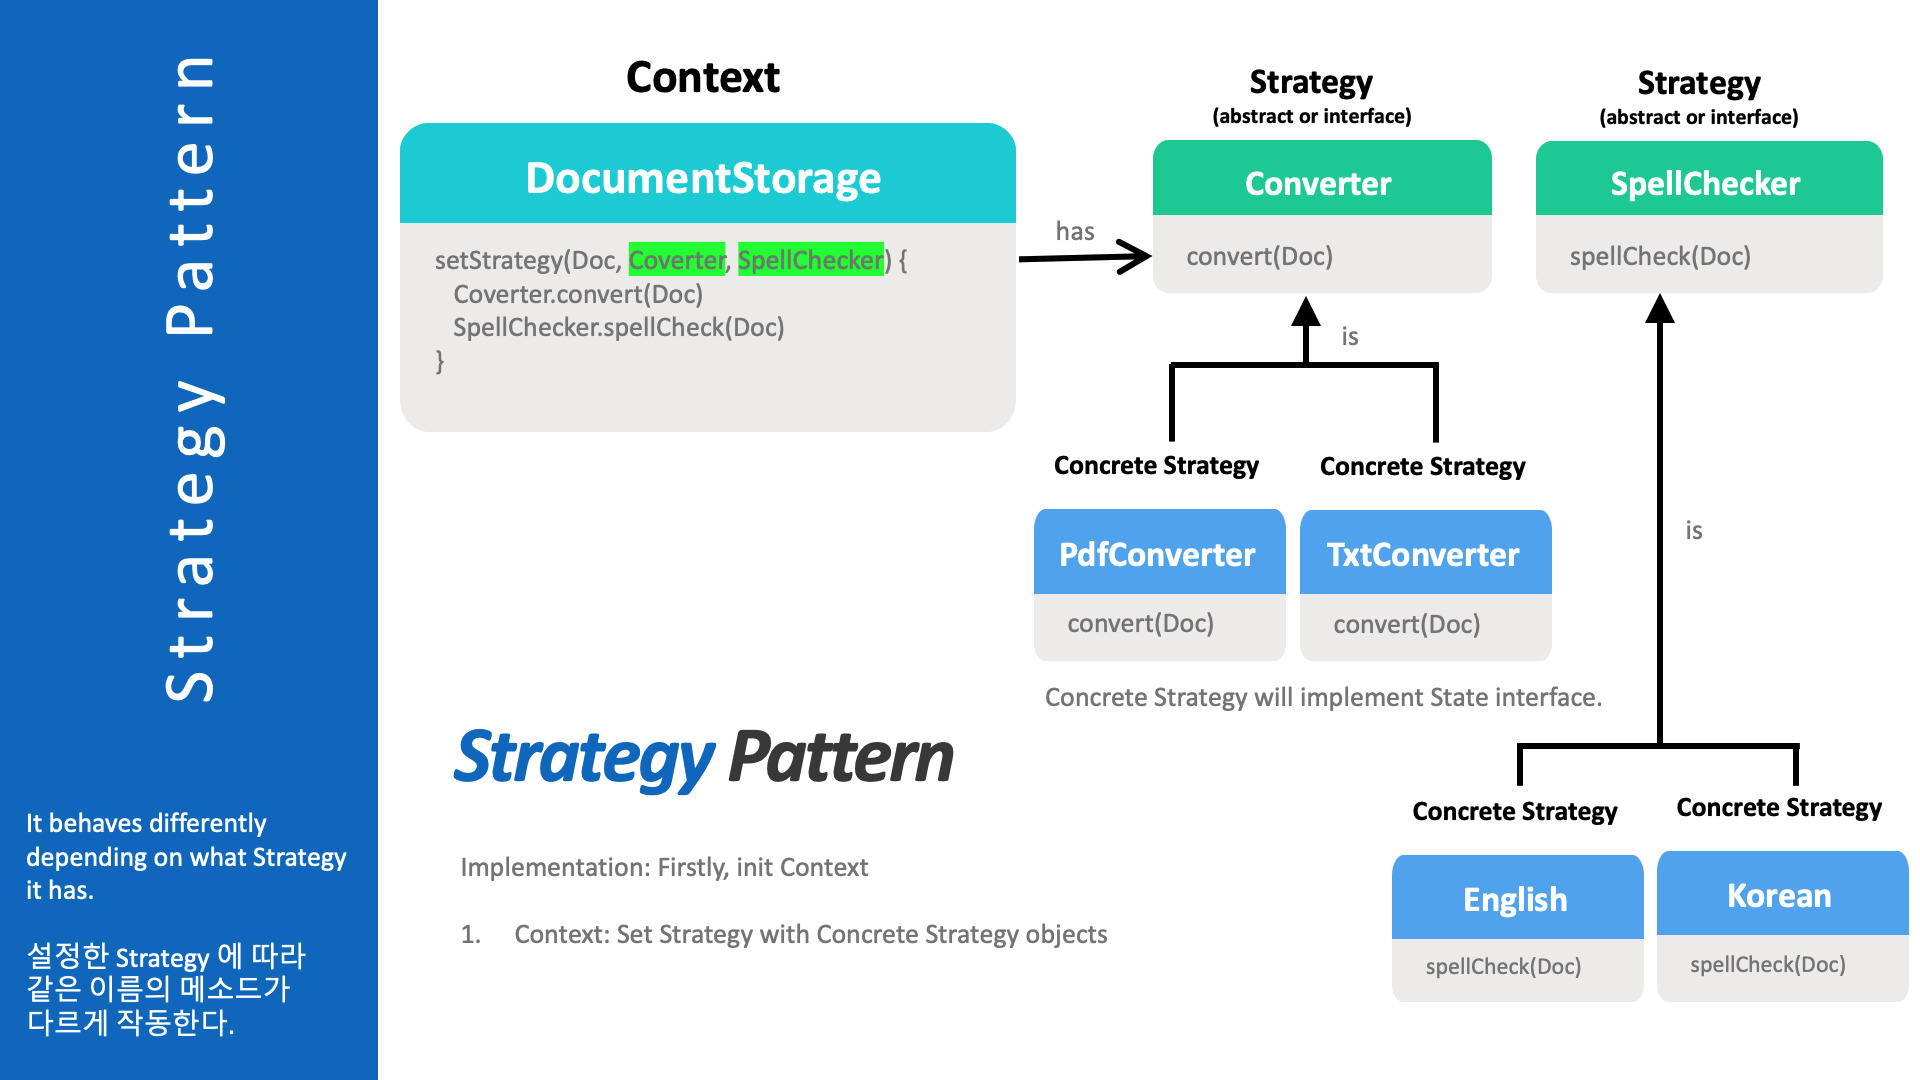 Strategy Pattern
It behaves differently
depending on what Strategy
it has.
설정한 Strategy 에 따라
같은 이름의 메소드가
다르게 작동한다.
Context
DocumentStorage
setStrategy(Doc, Coverter, SpellChecker) {
Coverter.convert(Doc)
SpellChecker.spellCheck(Doc)
}
has
Strategy
(abstract or interface)
Converter
convert(Doc)
Strategy
(abstract or interface)
SpellChecker
spellCheck(Doc)
is
Concrete Strategy
PdfConverter
convert(Doc)
Concrete Strategy
TxtConverter
convert(Doc)
Concrete Strategy will implement State interface.
is
Concrete Strategy
English
spellCheck(Doc)
Concrete Strategy
Korean
spellCheck(Doc)
Strategy Pattern
Implementation: Firstly, init Context
1. Context: Set Strategy with Concrete Strategy objects